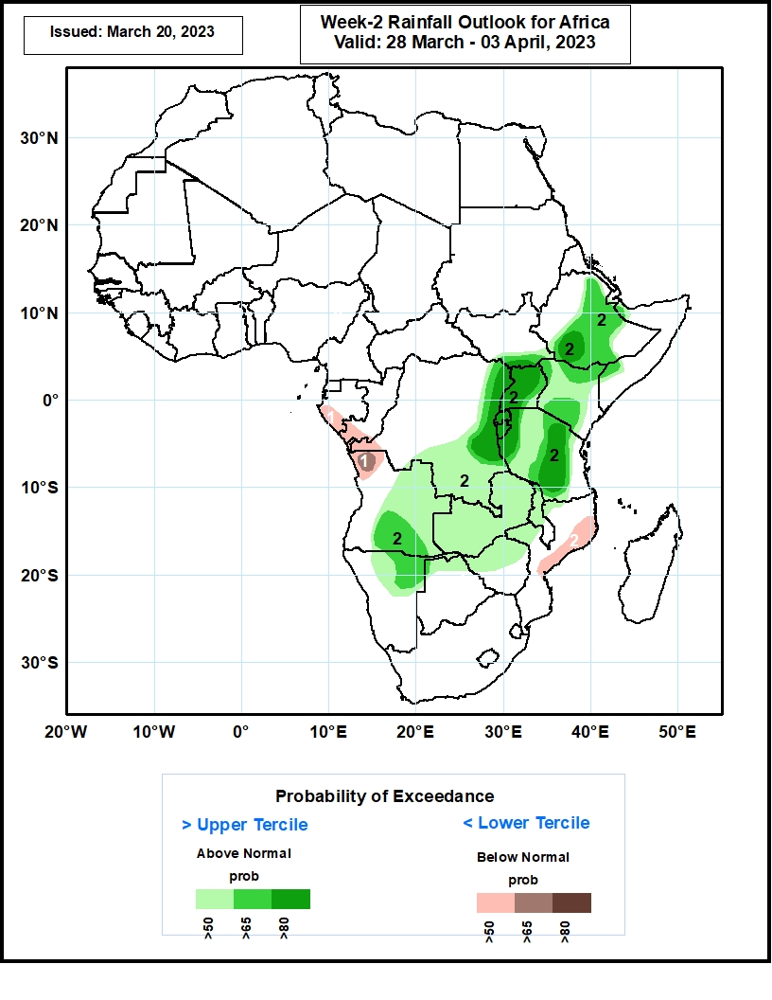 Issued: March 20, 2023
Week-2 Rainfall Outlook for Africa
Valid: 28 March - 03 April, 2023
30°N
20°N
10°N
0°
10°S
20°S
30°S
2
2
2
1
1
2
2
2
2
20°W
10°W
0°
10°E
20°E
30°E
40°E
50°E
Probability of Exceedance
> Upper Tercile
< Lower Tercile
Above Normal
Below Normal
prob
prob
>50
>65
>80
>50
>65
>80